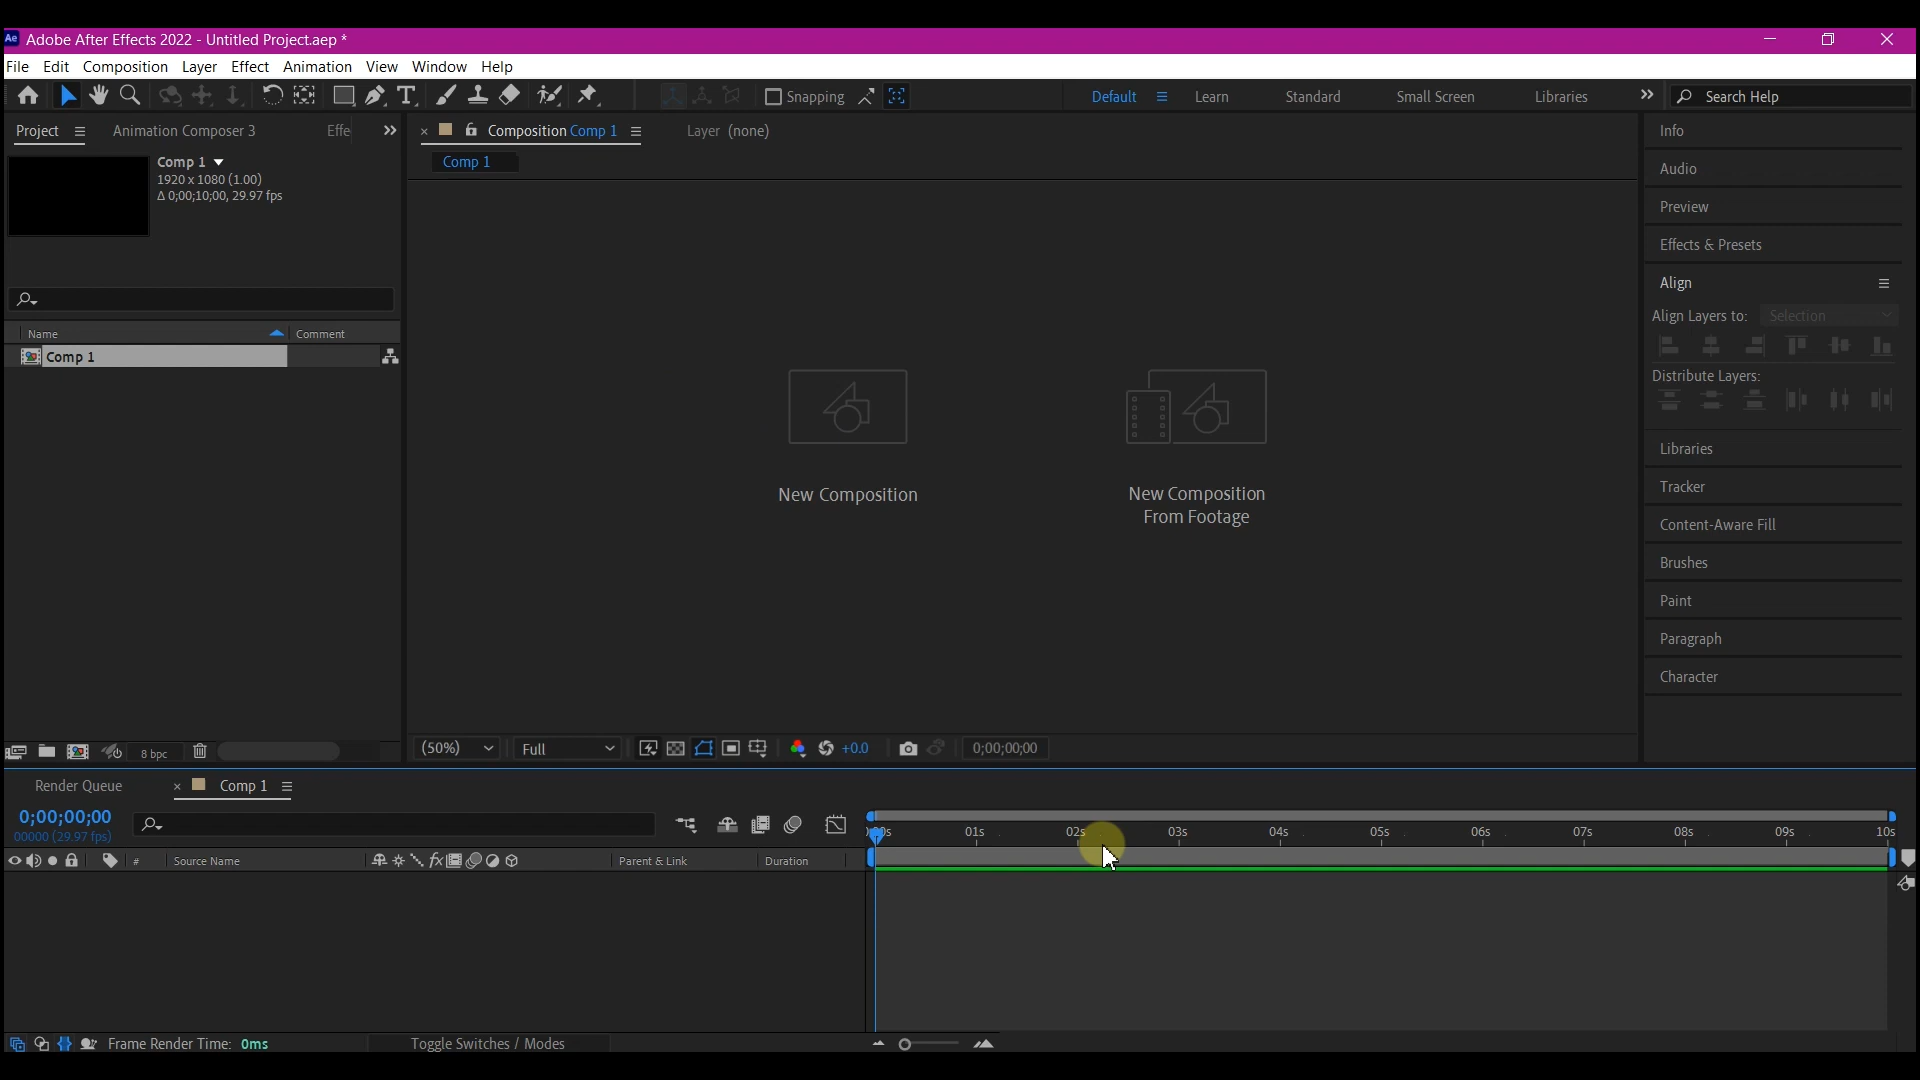 Ae Adobe After Effects 2022 - Untitled Project.aep *
File Edit Composition Layer Effect Animation View Window Help
Snapping Default Learn Standard Small Screen Libraries Search Help
Project Animation Composer 3 Effe
Composition Comp 1 Layer (none)
Comp 1
Comp 1
1920 x 1080 (1.00)
Δ 0;00;10;00, 29.97 fps
Name Comment
Comp 1
New Composition
New Composition
From Footage
Info
Audio
Preview
Effects & Presets
Align
Align Layers to: Selection
Distribute Layers:
Libraries
Tracker
Content-Aware Fill
Brushes
Paint
Paragraph
Character
8 bpc
(50%) Full +0.0 0;00;00;00
Render Queue Comp 1
0;00;00;00
00000 (29.97 fps)
01s 02s 03s 04s 05s 06s 07s 08s 09s 10s
# Source Name fx Parent & Link Duration
Frame Render Time: 0ms Toggle Switches / Modes